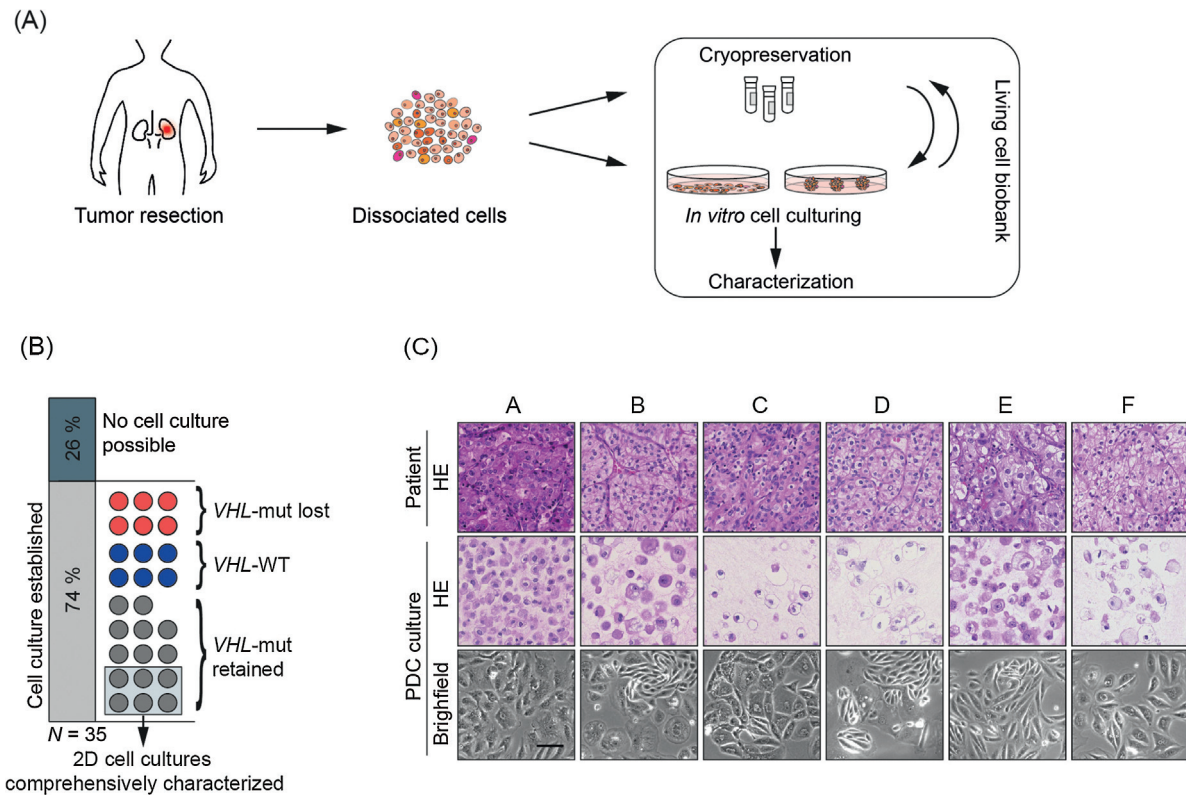 (A)
Tumor resection
Dissociated cells
Cryopreservation
In vitro cell culturing
Characterization
Living cell biobank
(B)
Cell culture established
26 %
74 %
No cell culture
possible
VHL-mut lost
VHL-WT
VHL-mut
retained
N = 35
2D cell cultures
comprehensively characterized
(C)
A B C D E F
Patient
HE
PDC culture
HE
Brighfield